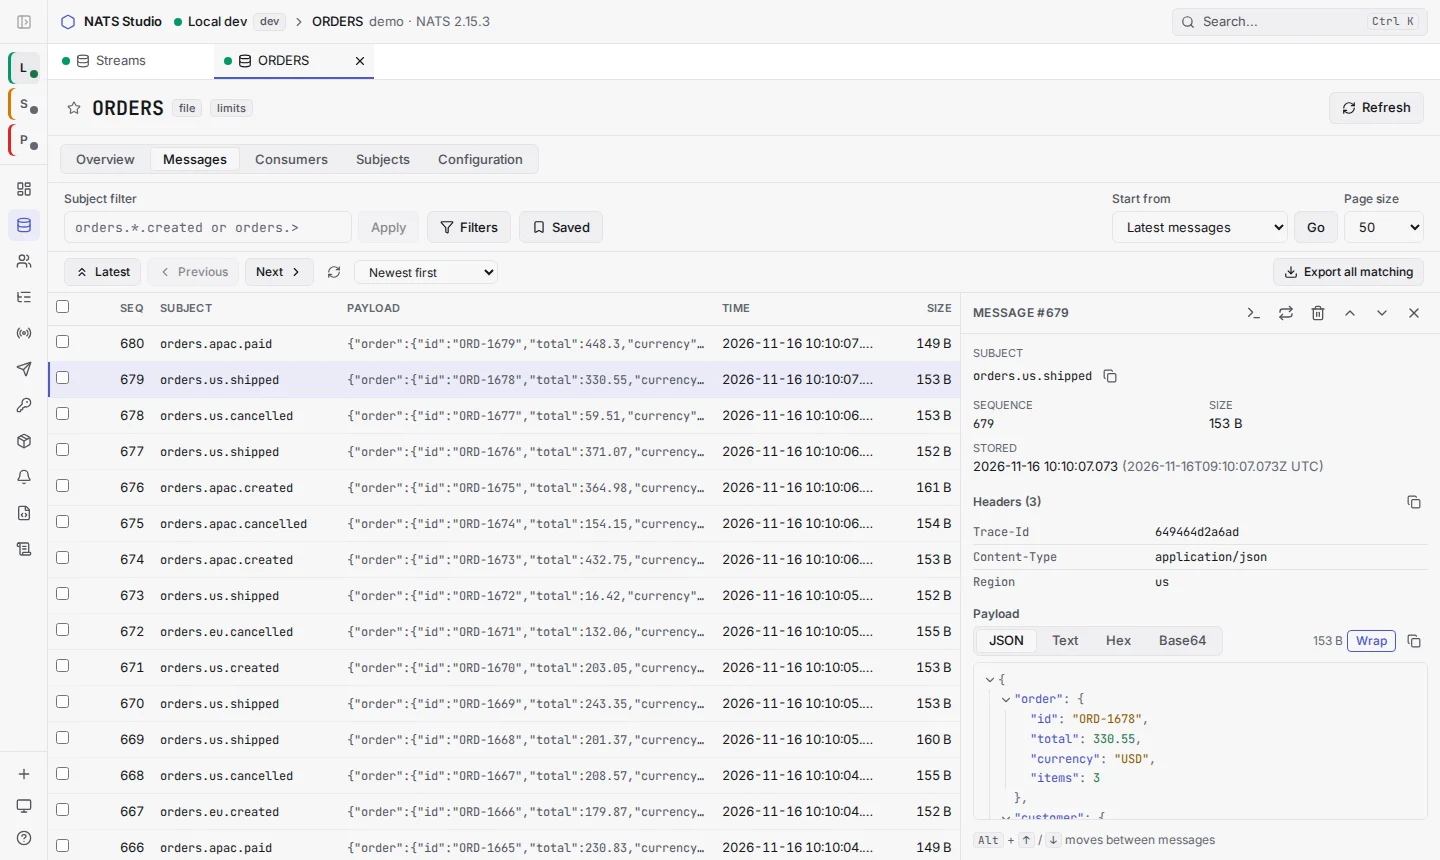 NATS Studio Local dev dev > ORDERS demo · NATS 2.15.3 Search... Ctrl K
Streams ORDERS
L
S
P
ORDERS file limits Refresh
Overview Messages Consumers Subjects Configuration
Subject filter Start from Page size
orders.*.created or orders.> Apply Filters Saved Latest messages Go 50
Latest Previous Next Newest first Export all matching
SEQ SUBJECT PAYLOAD TIME SIZE
680 orders.apac.paid {"order":{"id":"ORD-1679","total":448.3,"currency"… 2026-11-16 10:10:07.... 149 B
679 orders.us.shipped {"order":{"id":"ORD-1678","total":330.55,"currency… 2026-11-16 10:10:07.... 153 B
678 orders.us.cancelled {"order":{"id":"ORD-1677","total":59.51,"currency"… 2026-11-16 10:10:06.... 153 B
677 orders.us.shipped {"order":{"id":"ORD-1676","total":371.07,"currency… 2026-11-16 10:10:06.... 152 B
676 orders.apac.created {"order":{"id":"ORD-1675","total":364.98,"currency… 2026-11-16 10:10:06.... 161 B
675 orders.apac.cancelled {"order":{"id":"ORD-1674","total":154.15,"currency… 2026-11-16 10:10:06.... 154 B
674 orders.apac.created {"order":{"id":"ORD-1673","total":432.75,"currency… 2026-11-16 10:10:06.... 153 B
673 orders.us.shipped {"order":{"id":"ORD-1672","total":16.42,"currency"… 2026-11-16 10:10:05.... 152 B
672 orders.eu.cancelled {"order":{"id":"ORD-1671","total":132.06,"currency… 2026-11-16 10:10:05.... 155 B
671 orders.us.created {"order":{"id":"ORD-1670","total":203.05,"currency… 2026-11-16 10:10:05.... 153 B
670 orders.us.shipped {"order":{"id":"ORD-1669","total":243.35,"currency… 2026-11-16 10:10:05.... 153 B
669 orders.us.shipped {"order":{"id":"ORD-1668","total":201.37,"currency… 2026-11-16 10:10:05.... 160 B
668 orders.us.cancelled {"order":{"id":"ORD-1667","total":208.57,"currency… 2026-11-16 10:10:04.... 155 B
667 orders.eu.created {"order":{"id":"ORD-1666","total":179.87,"currency… 2026-11-16 10:10:04.... 152 B
666 orders.apac.paid {"order":{"id":"ORD-1665","total":230.83,"currency… 2026-11-16 10:10:04.... 149 B
MESSAGE #679
SUBJECT
orders.us.shipped
SEQUENCE SIZE
679 153 B
STORED
2026-11-16 10:10:07.073 (2026-11-16T09:10:07.073Z UTC)
Headers (3)
Trace-Id 649464d2a6ad
Content-Type application/json
Region us
Payload
JSON Text Hex Base64 153 B Wrap
{
"order": {
"id": "ORD-1678",
"total": 330.55,
"currency": "USD",
"items": 3
},
"customer": {
Alt + ↑ / ↓ moves between messages